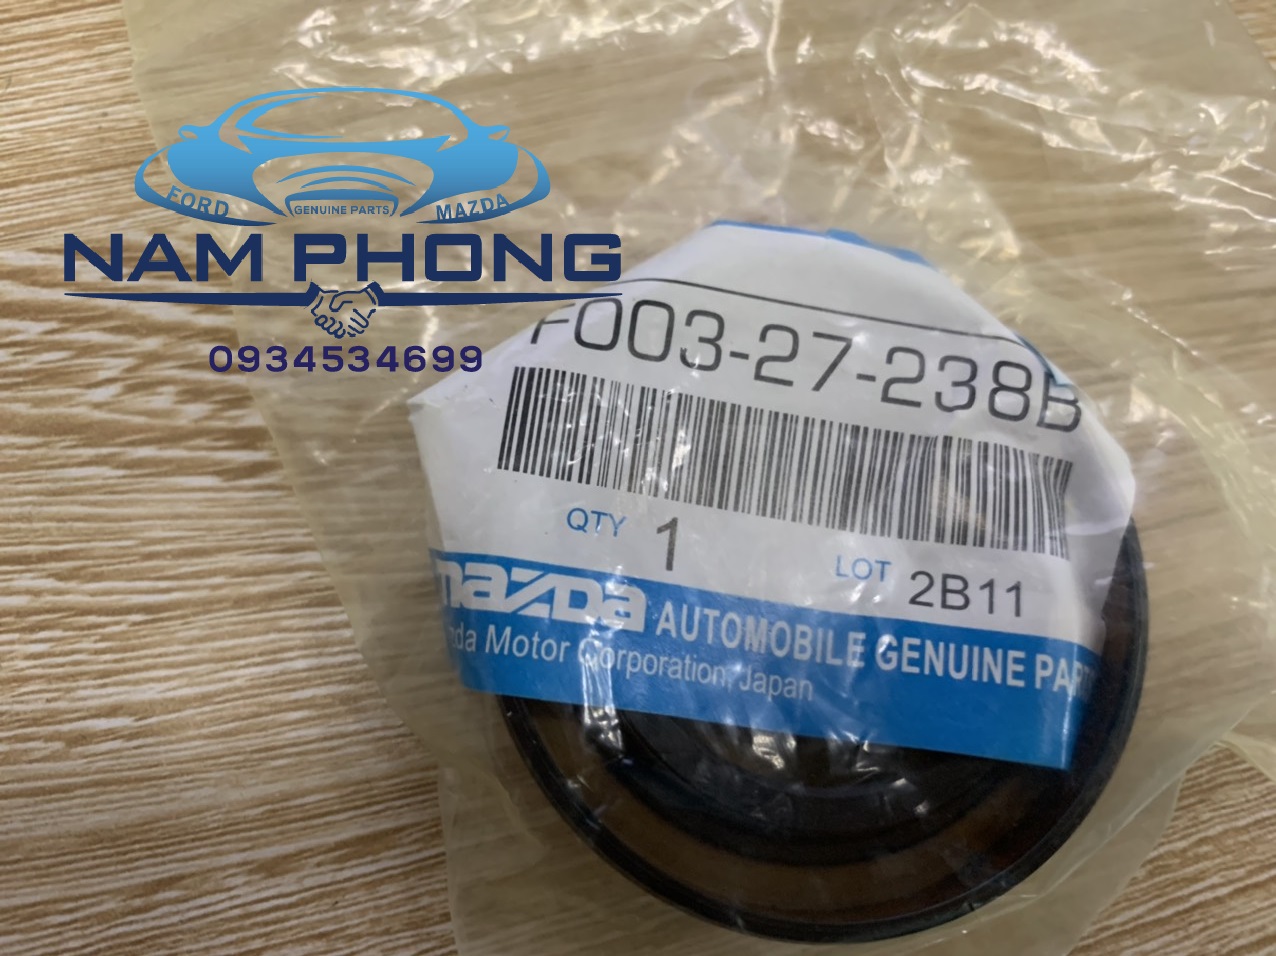 FORD
GENUINE PARTS
MAZDA
NAM PHONG
0934534699
F003-27-238B
QTY 1
LOT 2B11
mazda AUTOMOBILE GENUINE PART
Motor Corporation, Japan